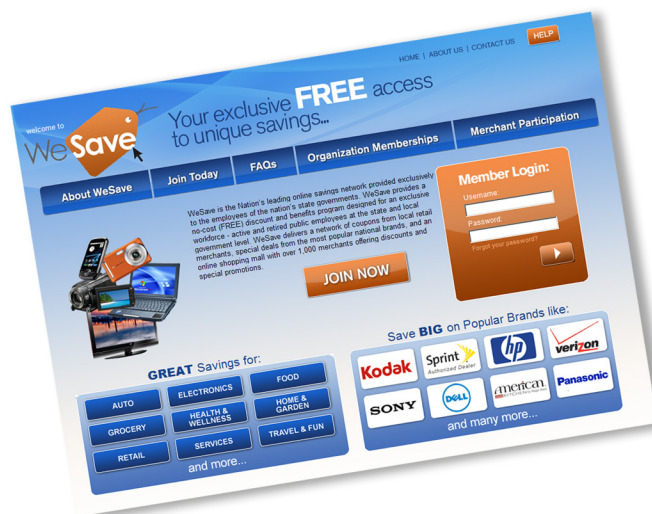 HOME | ABOUT US | CONTACT US
HELP
welcome to
WeSave
Your exclusive FREE access
to unique savings...
About WeSave
Join Today
FAQs
Organization Memberships
Merchant Participation
WeSave is the Nation's leading online savings network provided exclusively
to the employees of the nation's state governments. WeSave provides a
no-cost (FREE) discount and benefits program designed for an exclusive
workforce - active and retired public employees at the state and local
government level. WeSave delivers a network of coupons from local retail
merchants, special deals from the most popular national brands, and an
online shopping mall with over 1,000 merchants offering discounts and
special promotions.
JOIN NOW
Member Login:
Username:
Password:
Forgot your password?
GREAT Savings for:
AUTO
ELECTRONICS
FOOD
GROCERY
HEALTH &
WELLNESS
HOME &
GARDEN
RETAIL
SERVICES
TRAVEL & FUN
and more...
Save BIG on Popular Brands like:
Kodak
Sprint
Authorized Dealer
hp
verizon
SONY
DELL
american
Panasonic
and many more...